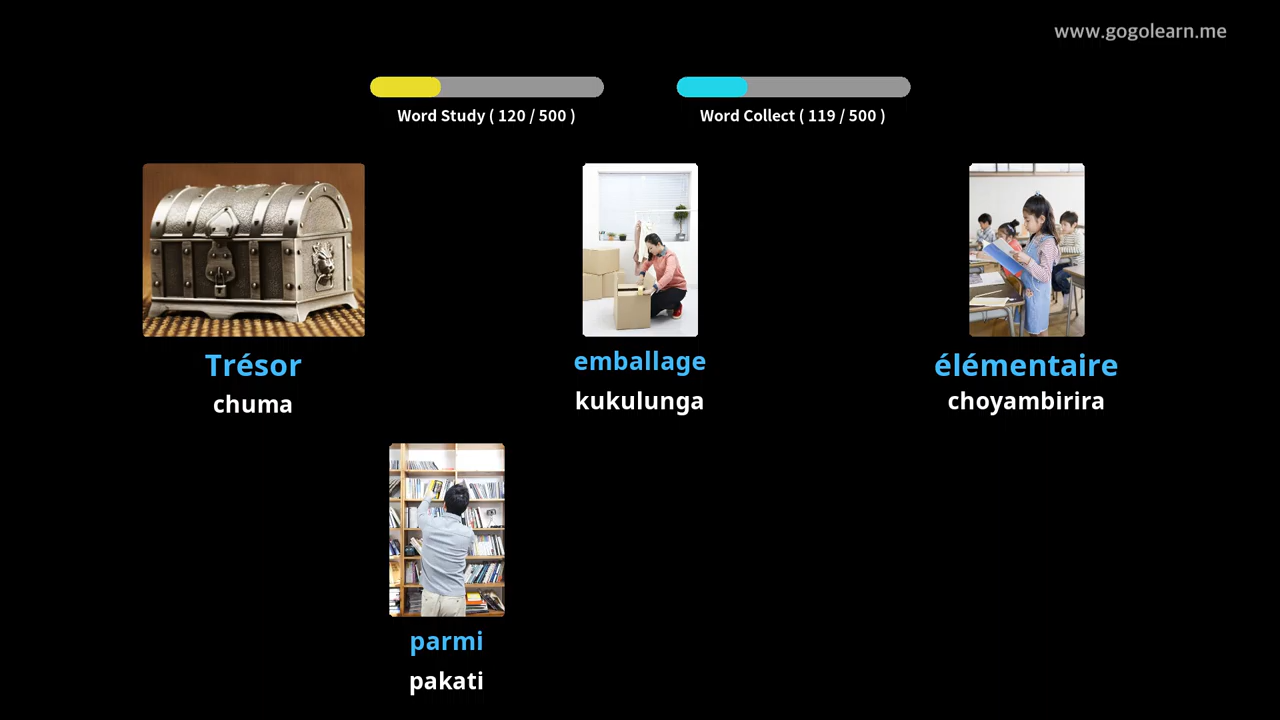 www.gogolearn.me
Word Study ( 120 / 500 )
Word Collect ( 119 / 500 )
Trésor
chuma
emballage
kukulunga
élémentaire
choyambirira
parmi
pakati